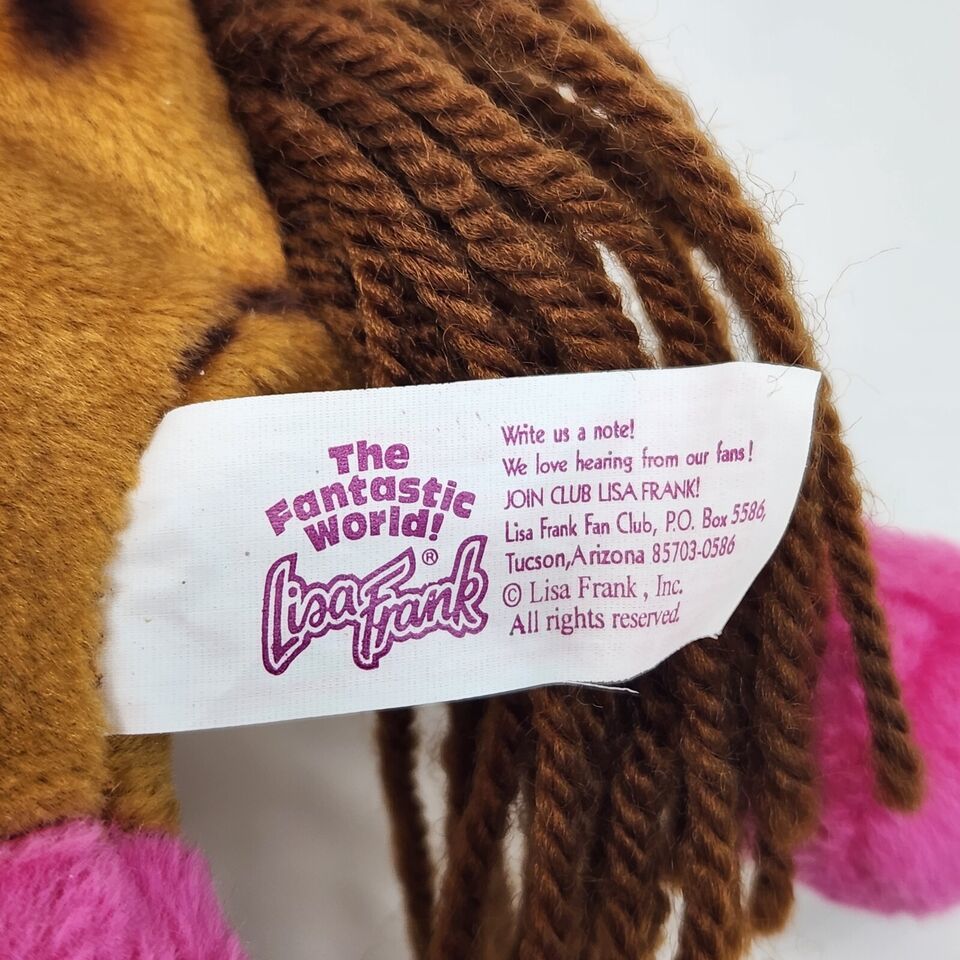 The
Fantastic
World!
Lisa Frank®
Write us a note!
We love hearing from our fans!
JOIN CLUB LISA FRANK!
Lisa Frank Fan Club, P.O. Box 5586,
Tucson,Arizona 85703-0586
© Lisa Frank , Inc.
All rights reserved.